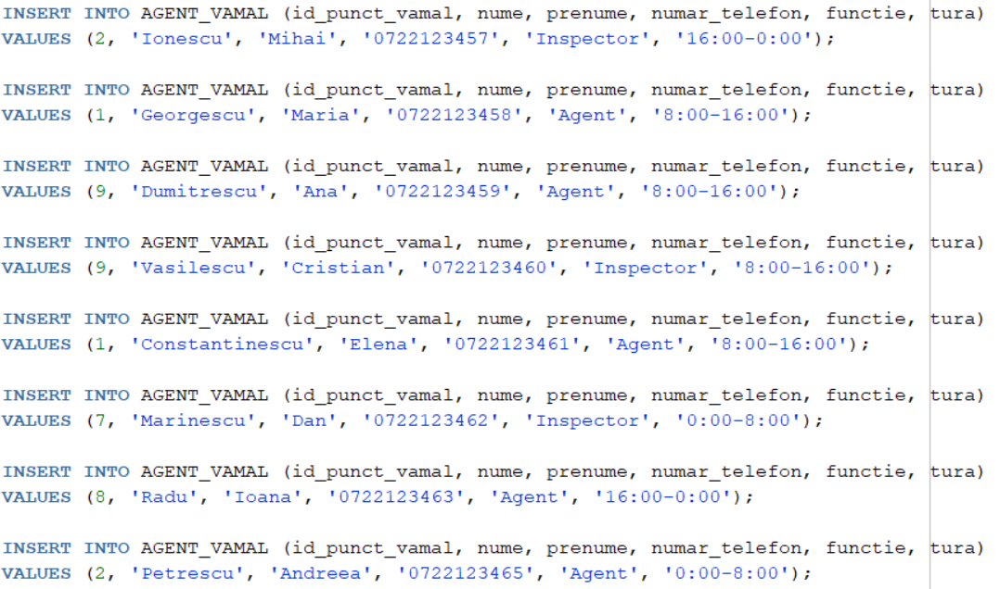 INSERT INTO AGENT_VAMAL (id_punct_vamal, nume, prenume, numar_telefon, functie, tura)
VALUES (2, 'Ionescu', 'Mihai', '0722123457', 'Inspector', '16:00-0:00');
INSERT INTO AGENT_VAMAL (id_punct_vamal, nume, prenume, numar_telefon, functie, tura)
VALUES (1, 'Georgescu', 'Maria', '0722123458', 'Agent', '8:00-16:00');
INSERT INTO AGENT_VAMAL (id_punct_vamal, nume, prenume, numar_telefon, functie, tura)
VALUES (9, 'Dumitrescu', 'Ana', '0722123459', 'Agent', '8:00-16:00');
INSERT INTO AGENT_VAMAL (id_punct_vamal, nume, prenume, numar_telefon, functie, tura)
VALUES (9, 'Vasilescu', 'Cristian', '0722123460', 'Inspector', '8:00-16:00');
INSERT INTO AGENT_VAMAL (id_punct_vamal, nume, prenume, numar_telefon, functie, tura)
VALUES (1, 'Constantinescu', 'Elena', '0722123461', 'Agent', '8:00-16:00');
INSERT INTO AGENT_VAMAL (id_punct_vamal, nume, prenume, numar_telefon, functie, tura)
VALUES (7, 'Marinescu', 'Dan', '0722123462', 'Inspector', '0:00-8:00');
INSERT INTO AGENT_VAMAL (id_punct_vamal, nume, prenume, numar_telefon, functie, tura)
VALUES (8, 'Radu', 'Ioana', '0722123463', 'Agent', '16:00-0:00');
INSERT INTO AGENT_VAMAL (id_punct_vamal, nume, prenume, numar_telefon, functie, tura)
VALUES (2, 'Petrescu', 'Andreea', '0722123465', 'Agent', '0:00-8:00');